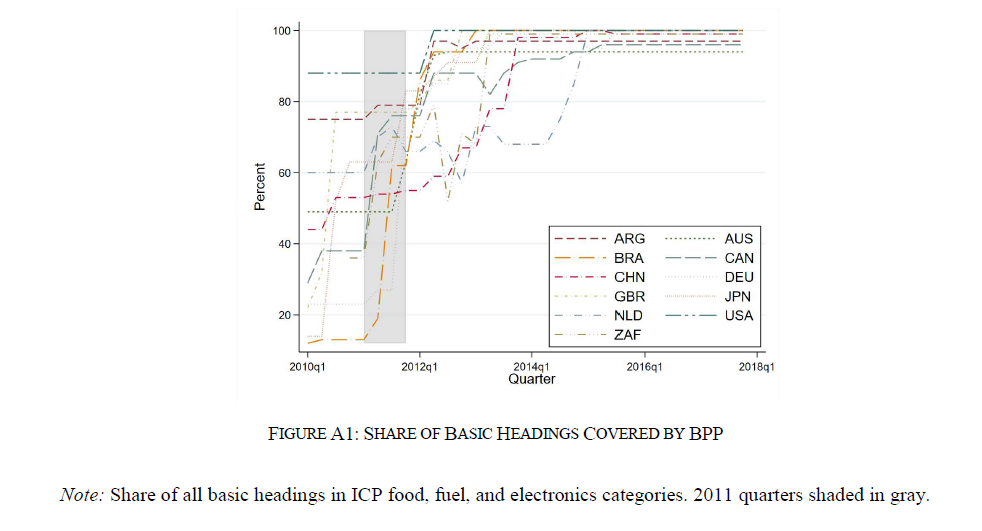 100
80
60
40
20
Percent
2010q1 2012q1 2014q1 2016q1 2018q1
Quarter
ARG AUS
BRA CAN
CHN DEU
GBR JPN
NLD USA
ZAF
FIGURE A1: SHARE OF BASIC HEADINGS COVERED BY BPP
Note: Share of all basic headings in ICP food, fuel, and electronics categories. 2011 quarters shaded in gray.